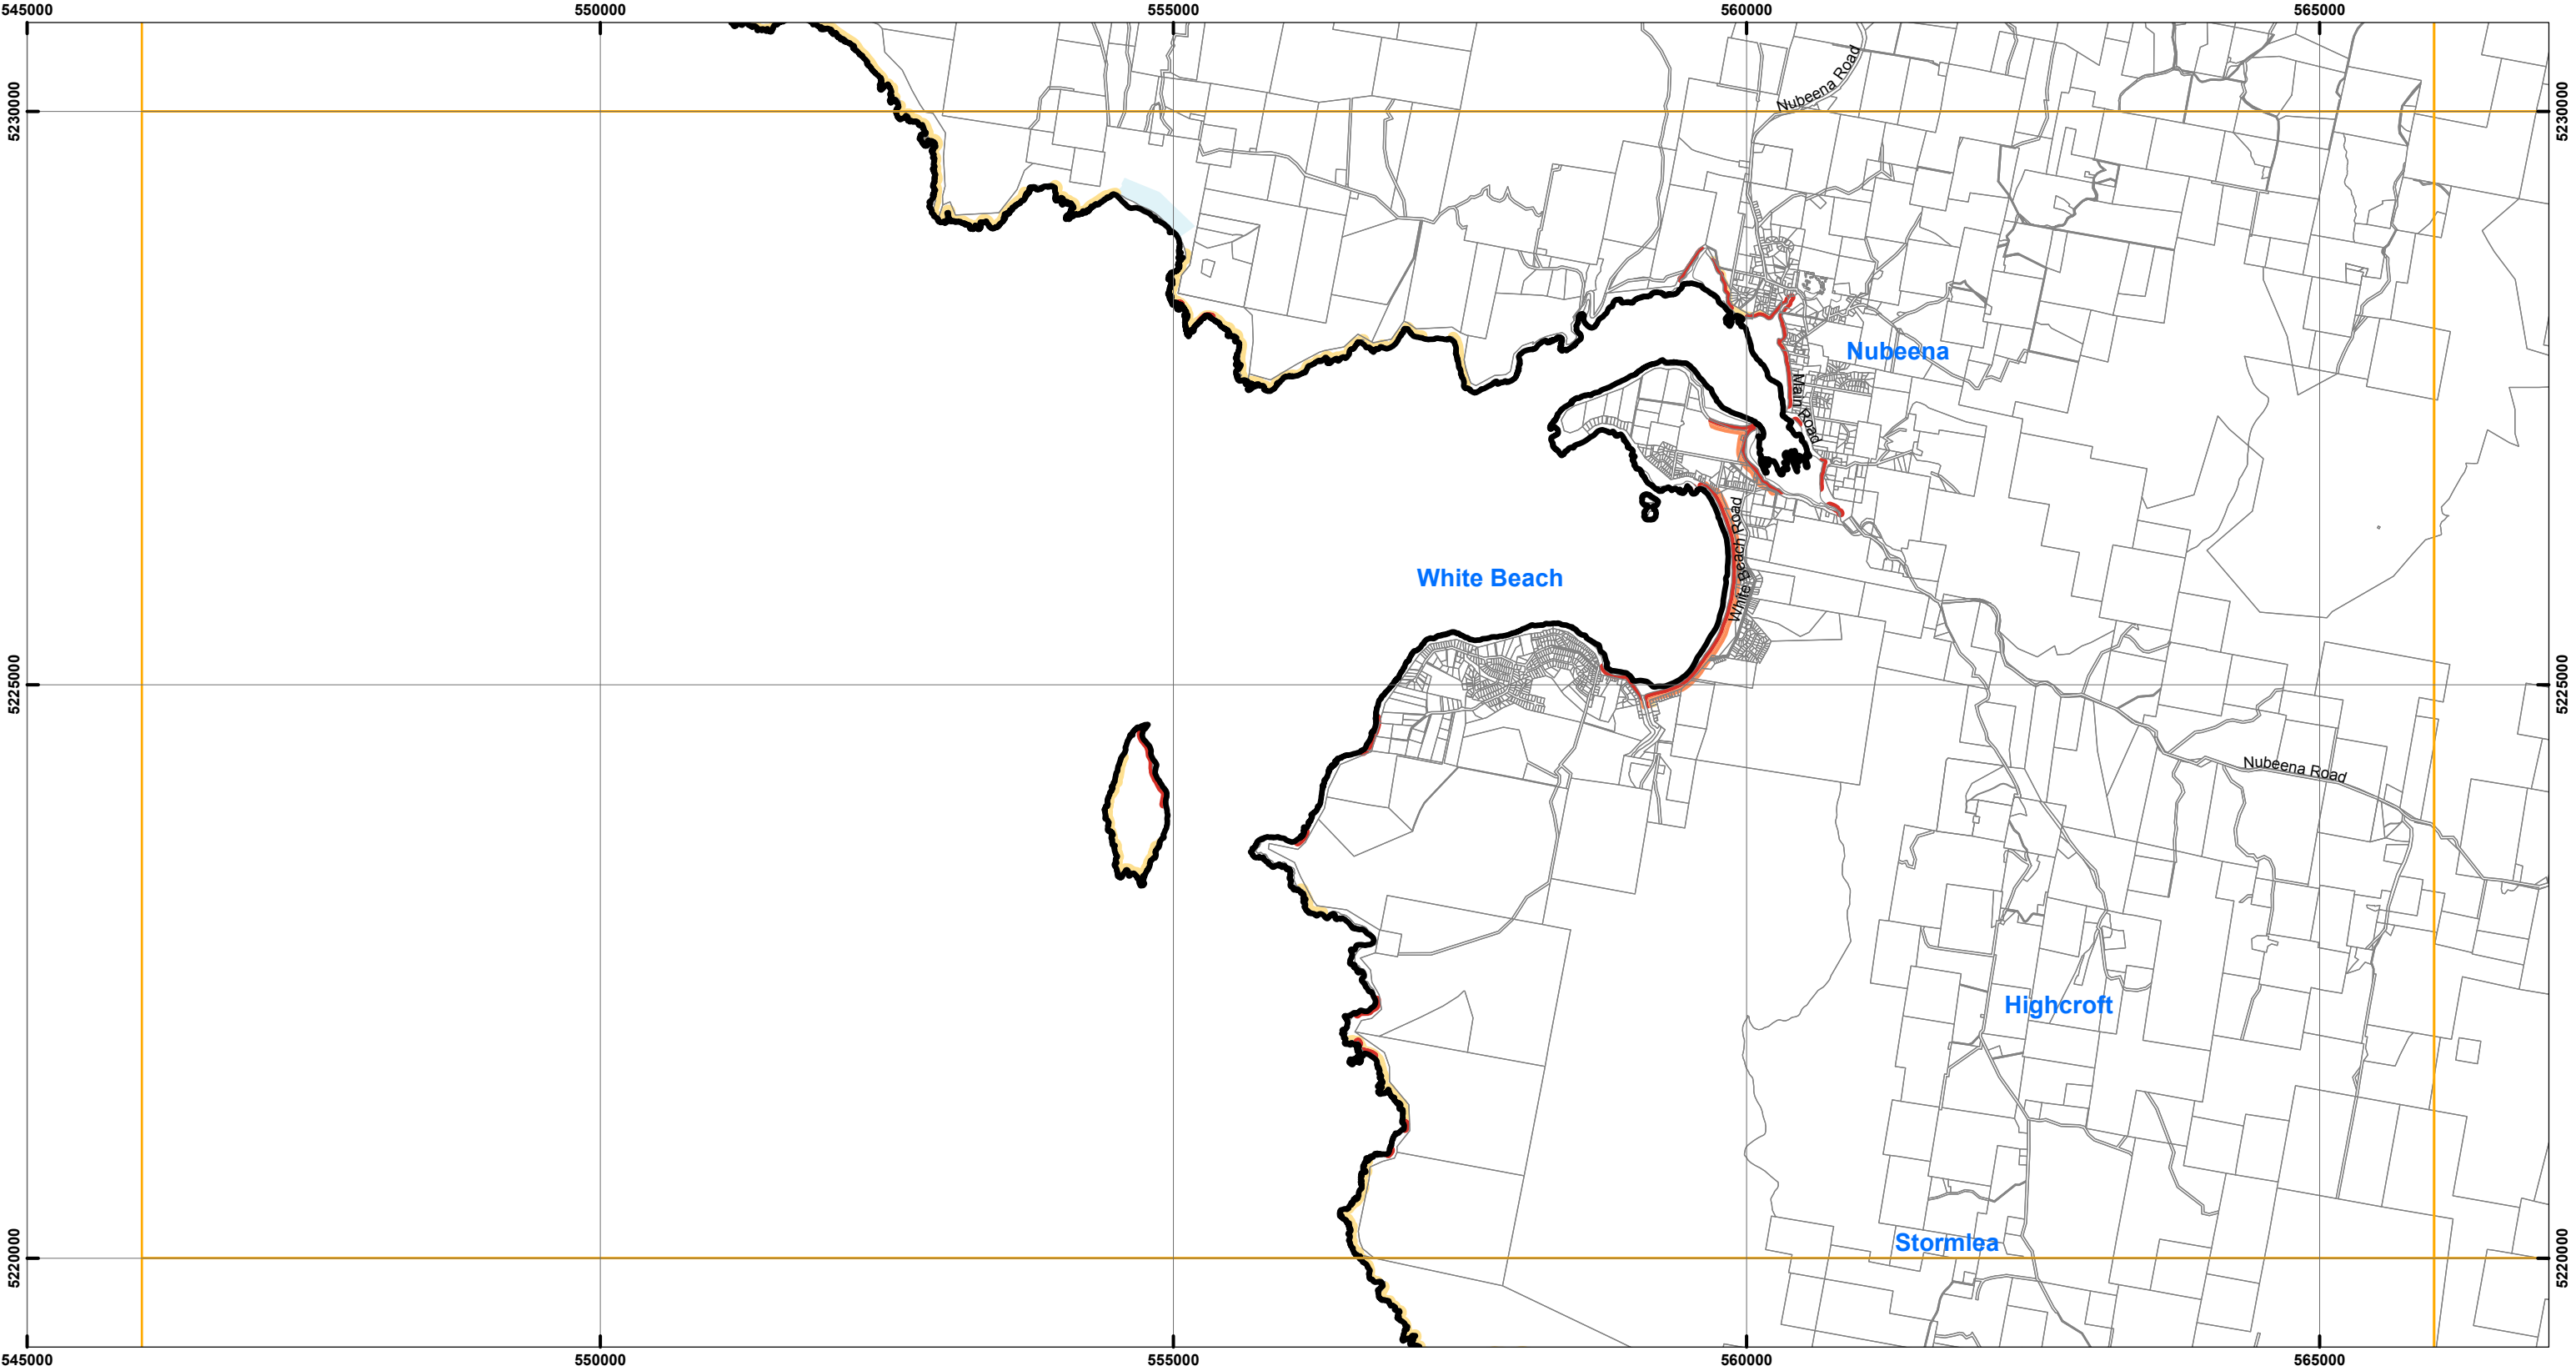 545000
550000
555000
560000
565000
5230000
5230000
Nubeena Road
Nubeena
Main Road
White Beach Road
White Beach
5225000
5225000
Nubeena Road
Highcroft
Stormlea
5220000
5220000
545000
550000
555000
560000
565000